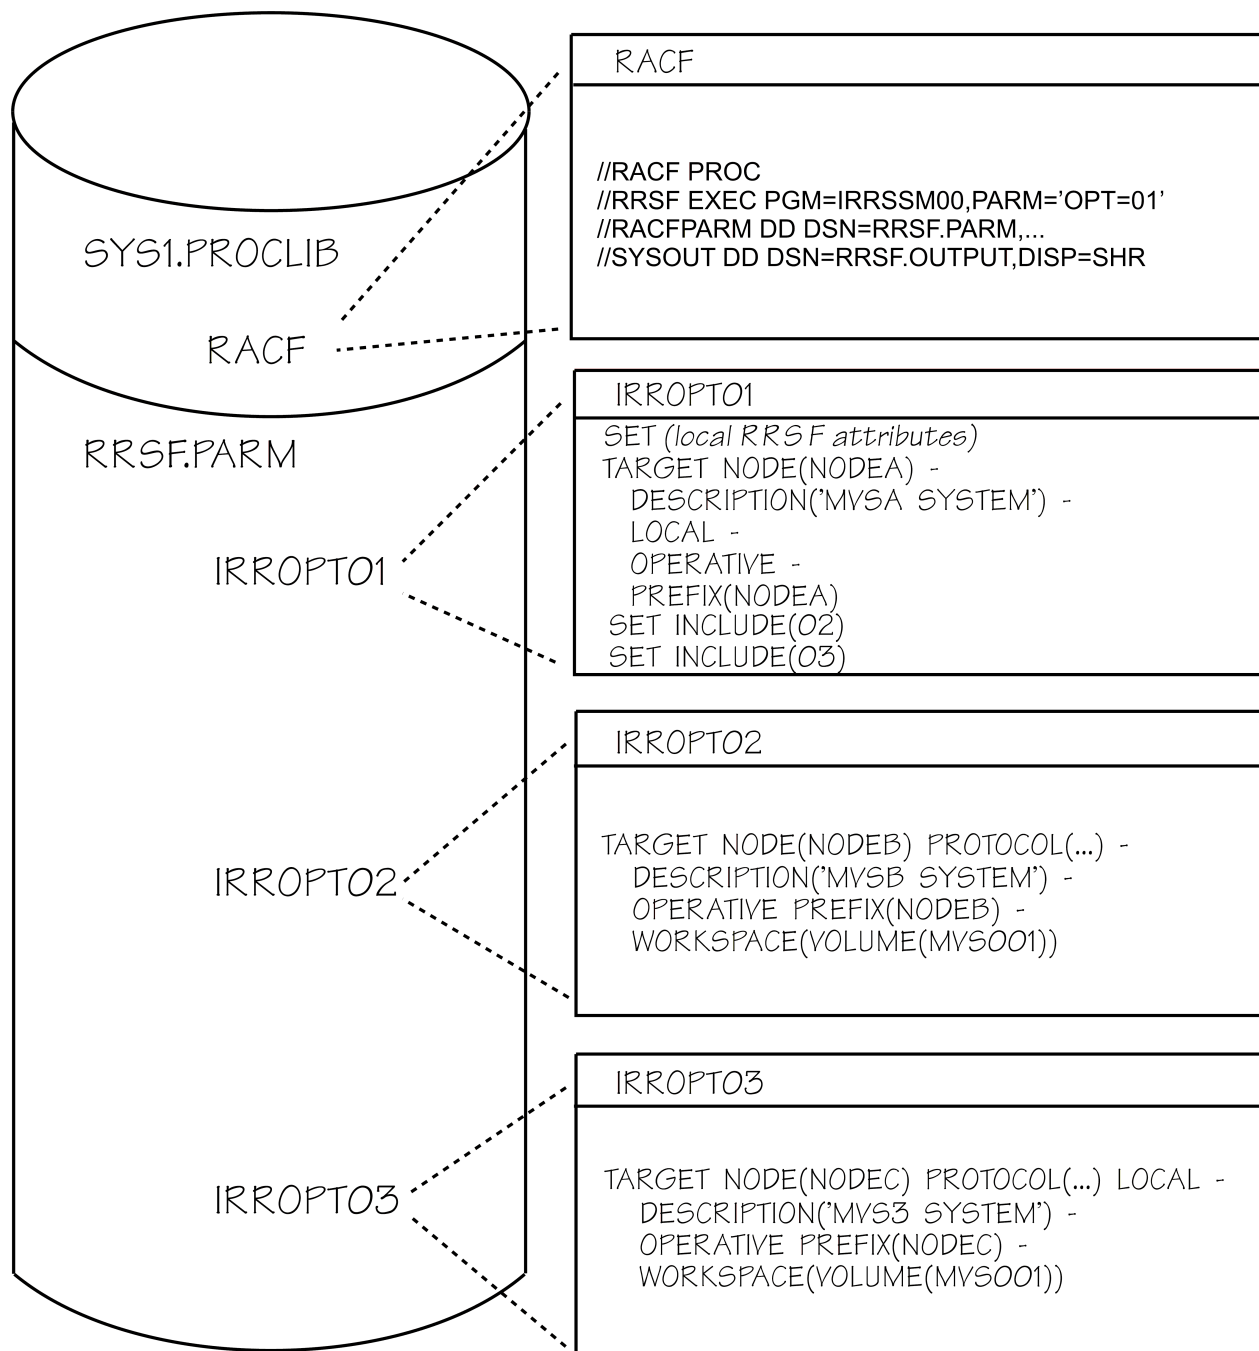 SYS1.PROCLIB
RACF
RRSF.PARM
IRROPT01
IRROPT02
IRROPT03
RACF
//RACF PROC
//RRSF EXEC PGM=IRRSSM00,PARM=’OPT=01’
//RACFPARM DD DSN=RRSF.PARM,...
//SYSOUT DD DSN=RRSF.OUTPUT,DISP=SHR
IRROPT01
SET (local RRSF attributes)
TARGET NODE(NODEA) -
DESCRIPTION(’MVSA SYSTEM’) -
LOCAL -
OPERATIVE -
PREFIX(NODEA)
SET INCLUDE(02)
SET INCLUDE(03)
IRROPT02
TARGET NODE(NODEB) PROTOCOL(...) -
DESCRIPTION(’MVSB SYSTEM’) -
OPERATIVE PREFIX(NODEB) -
WORKSPACE(VOLUME(MVS001))
IRROPT03
TARGET NODE(NODEC) PROTOCOL(...) LOCAL -
DESCRIPTION(’MVS3 SYSTEM’) -
OPERATIVE PREFIX(NODEC) -
WORKSPACE(VOLUME(MVS001))